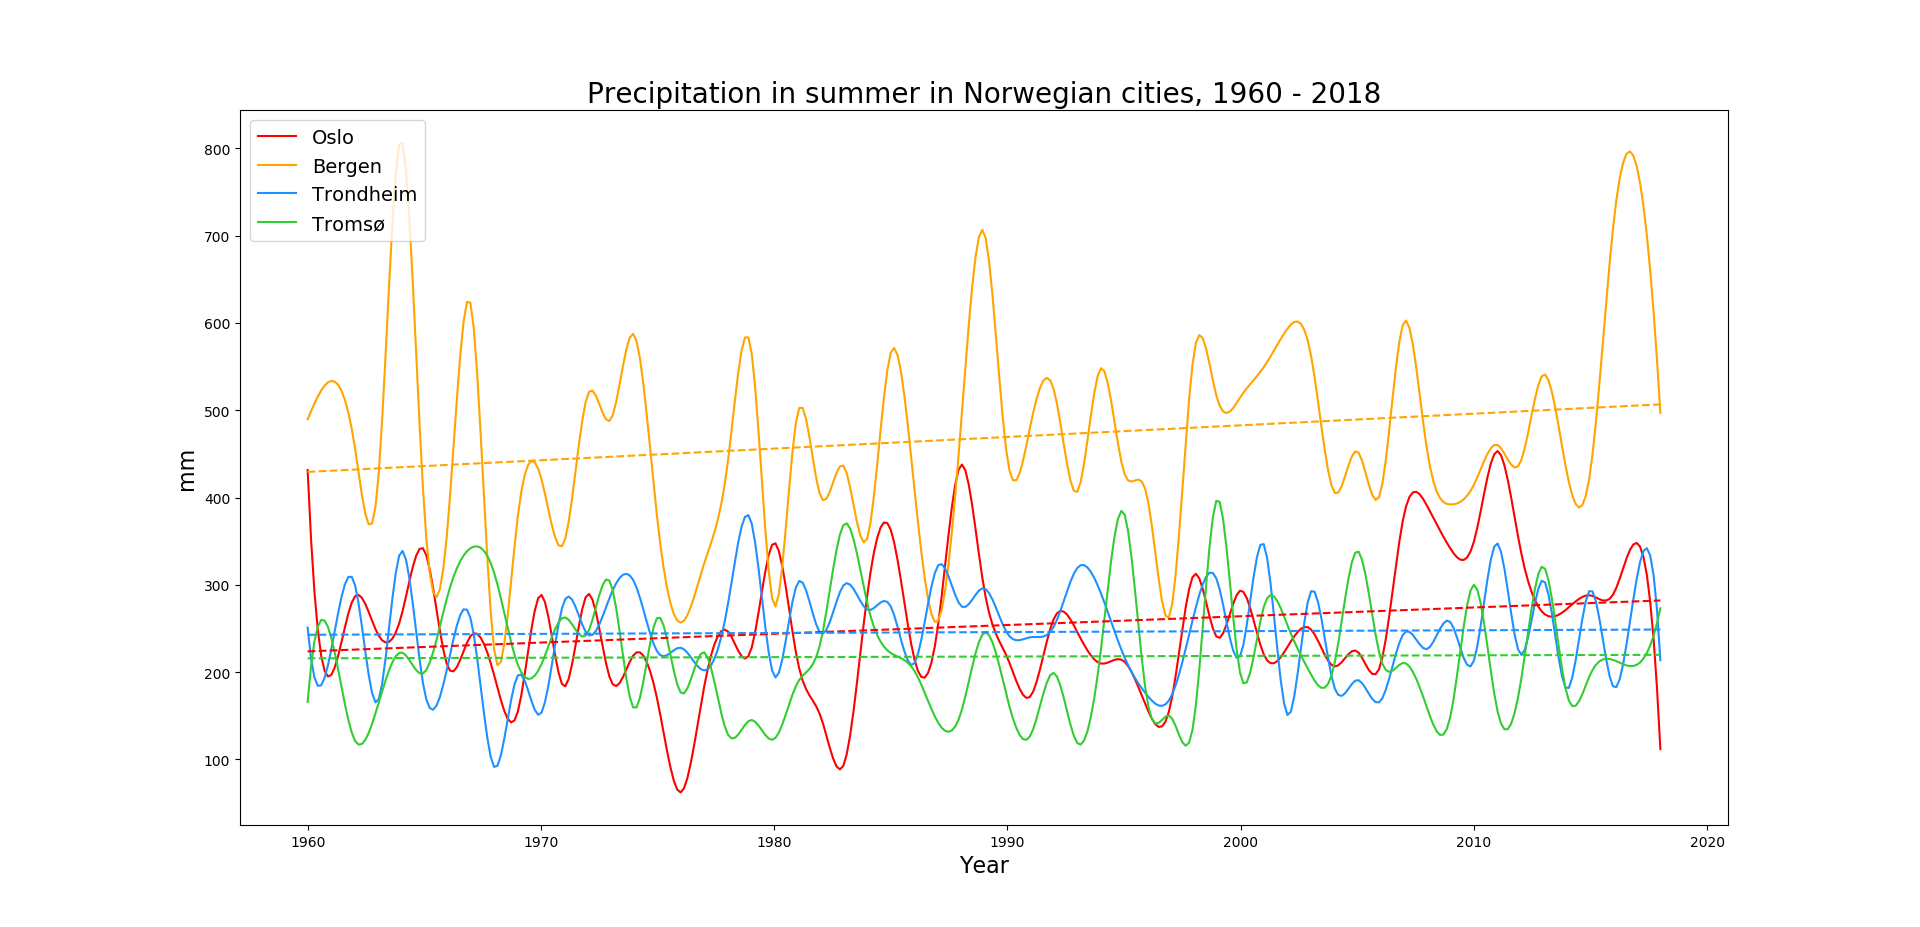 Precipitation in summer in Norwegian cities, 1960 - 2018
Oslo
Bergen
Trondheim
Tromsø
800
700
600
500
400
300
200
100
mm
1960 1970 1980 1990 2000 2010 2020
Year